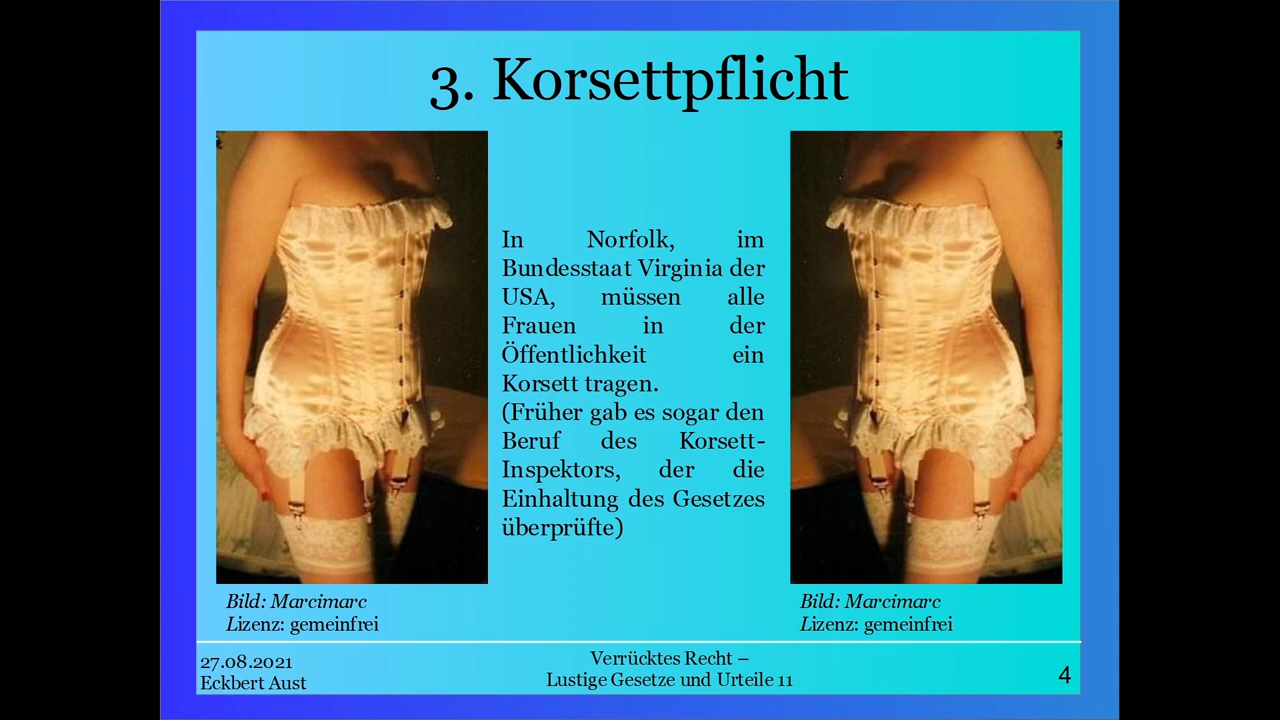 3. Korsettpflicht
In Norfolk, im
Bundesstaat Virginia der
USA, müssen alle
Frauen in der
Öffentlichkeit ein
Korsett tragen.
(Früher gab es sogar den
Beruf des Korsett-
Inspektors, der die
Einhaltung des Gesetzes
überprüfte)
Bild: Marcimarc
Lizenz: gemeinfrei
Bild: Marcimarc
Lizenz: gemeinfrei
27.08.2021
Eckbert Aust
Verrücktes Recht –
Lustige Gesetze und Urteile 11
4